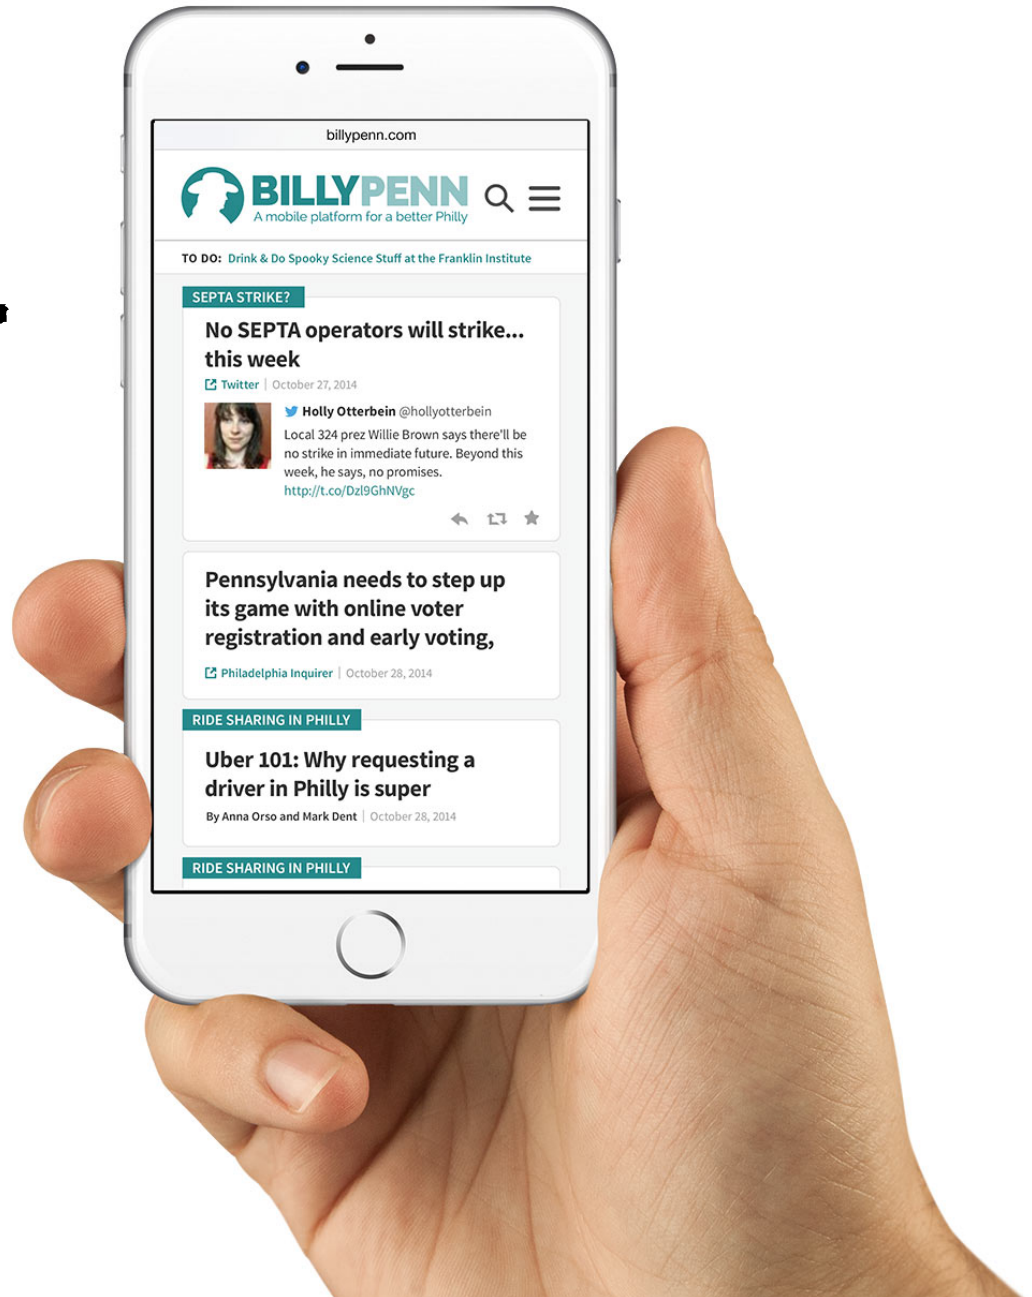 billypenn.com
BILLYPENN
A mobile platform for a better Philly
TO DO: Drink & Do Spooky Science Stuff at the Franklin Institute
SEPTA STRIKE?
No SEPTA operators will strike...
this week
Twitter | October 27, 2014
Holly Otterbein @hollyotterbein
Local 324 prez Willie Brown says there'll be
no strike in immediate future. Beyond this
week, he says, no promises.
http://t.co/Dzl9GhNVgc
Pennsylvania needs to step up
its game with online voter
registration and early voting,
Philadelphia Inquirer | October 28, 2014
RIDE SHARING IN PHILLY
Uber 101: Why requesting a
driver in Philly is super
By Anna Orso and Mark Dent | October 28, 2014
RIDE SHARING IN PHILLY